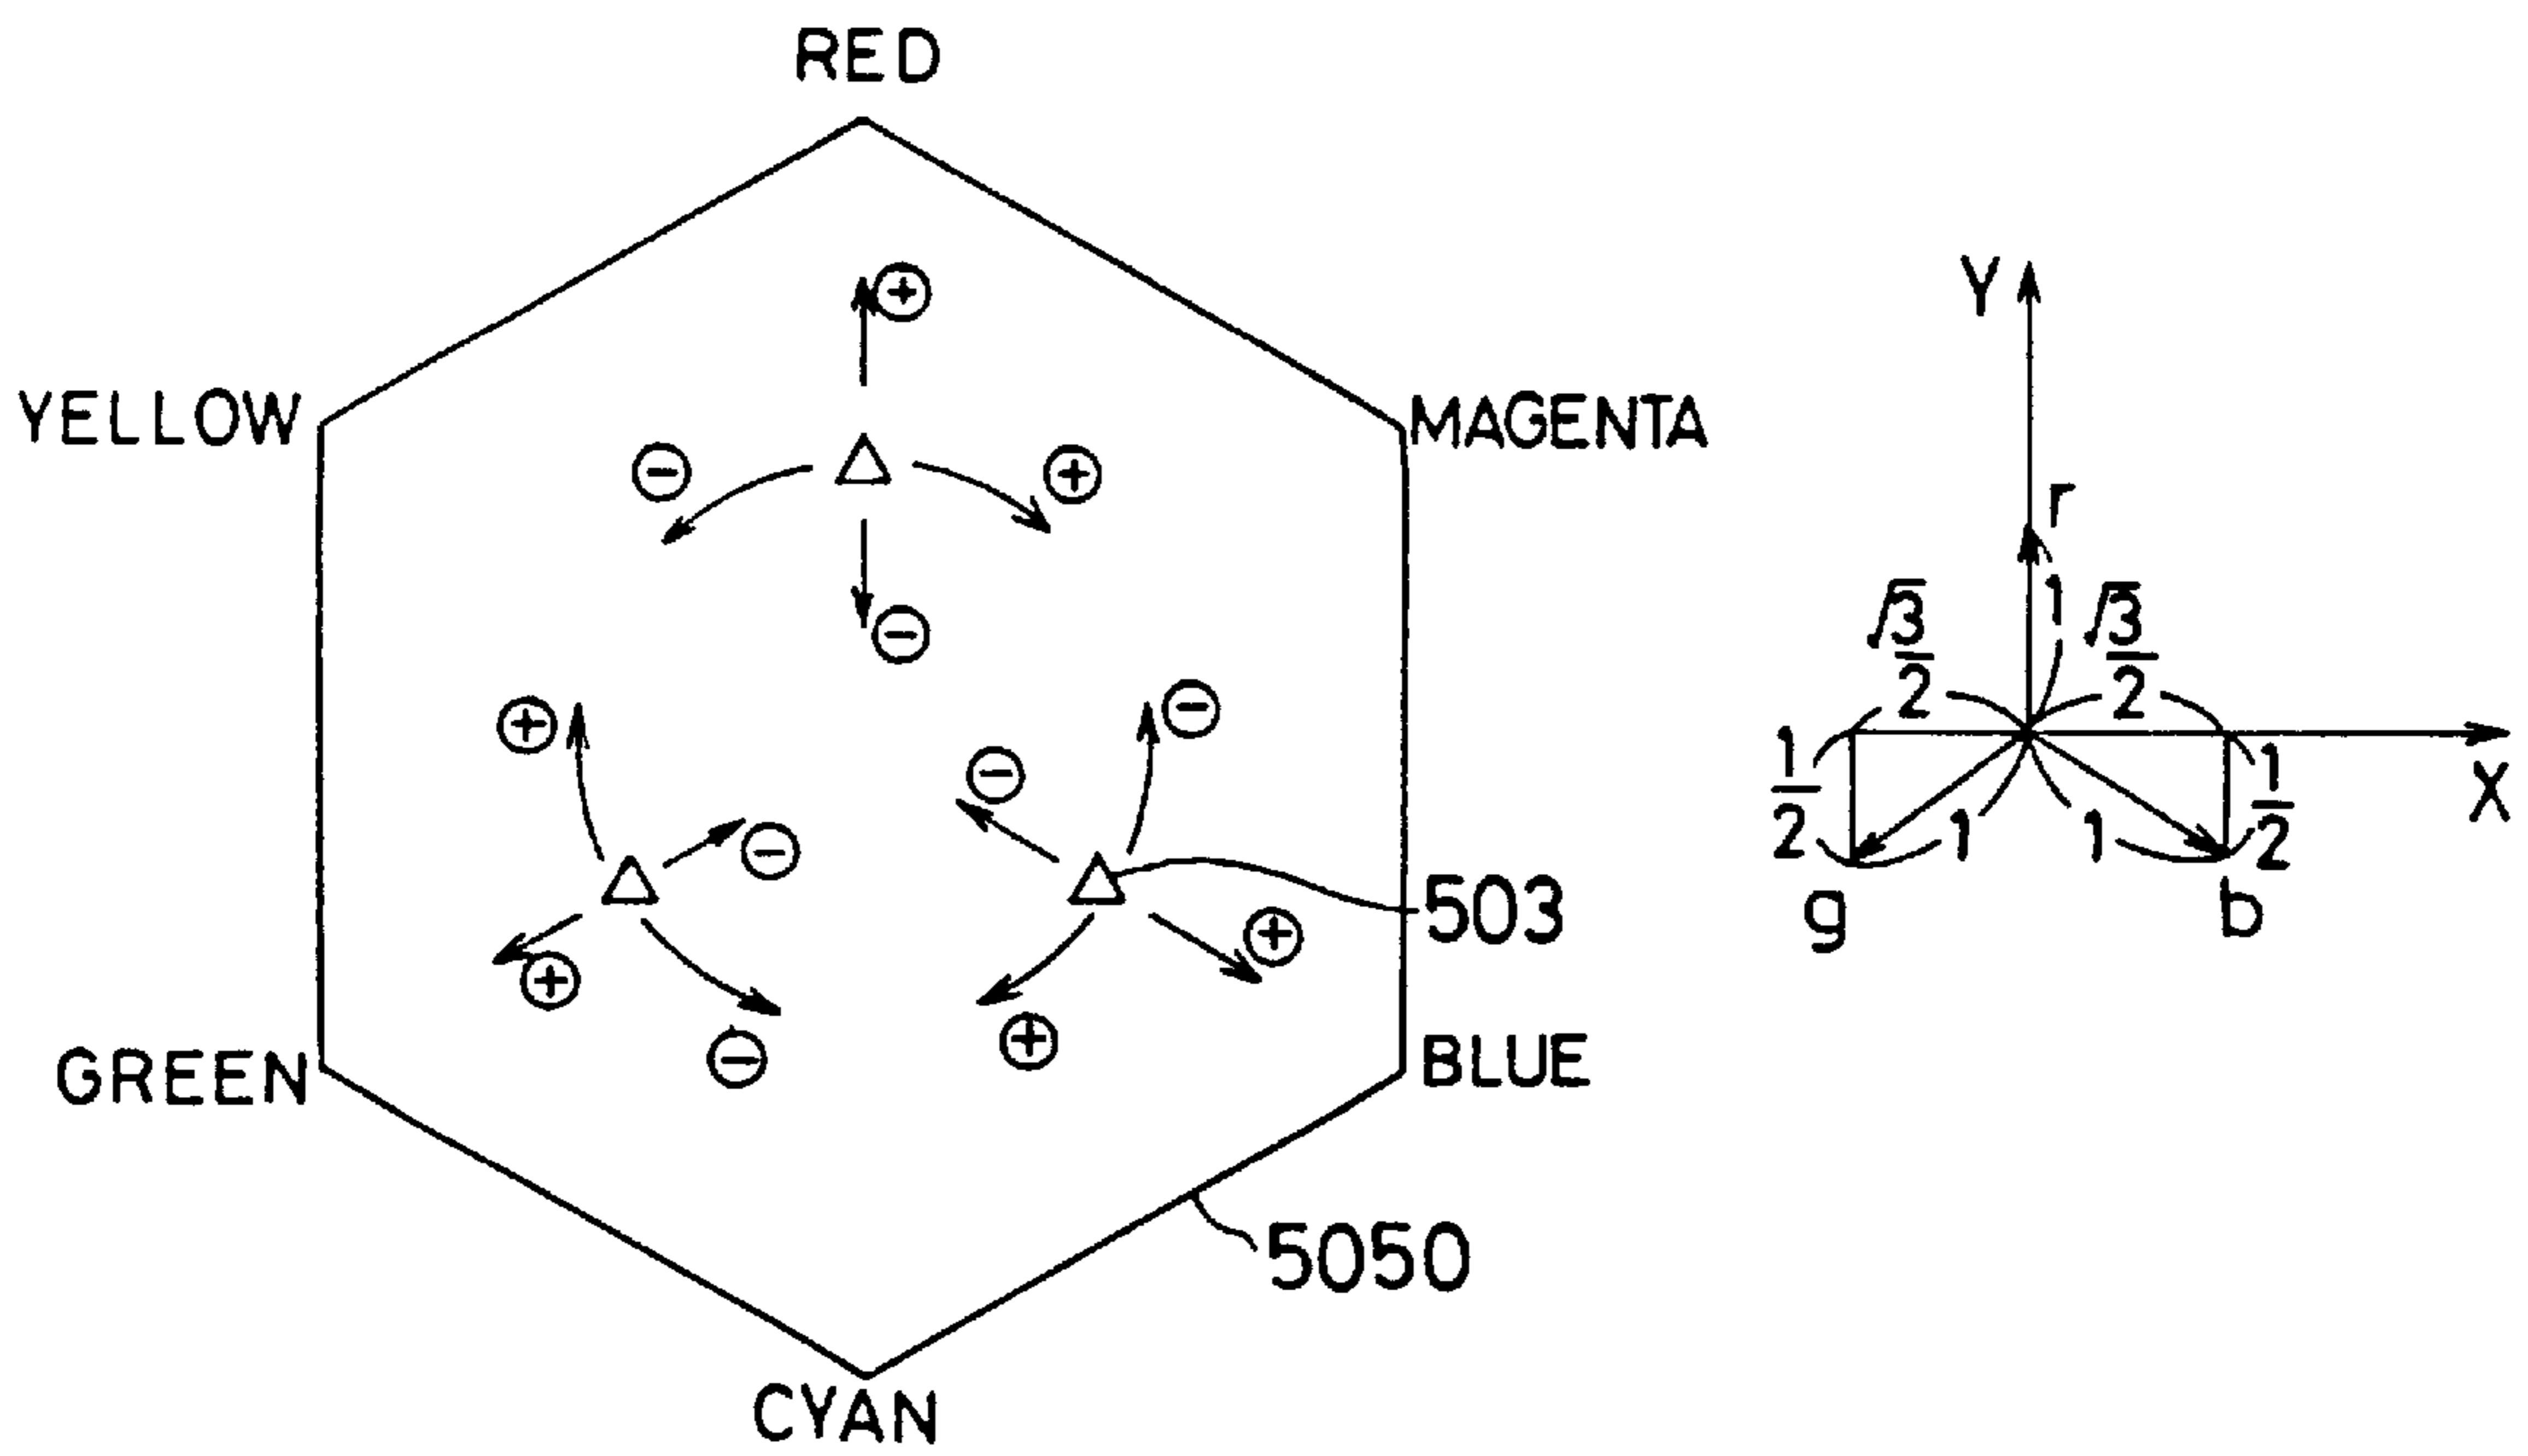 RED
YELLOW
MAGENTA
GREEN
BLUE
CYAN
503
5050
⊕
⊖
⊕
⊖
⊕
⊖
⊕
⊖
⊖
⊖
⊕
⊕
Y
r
1
√3/2
√3/2
1/2
1
1
1/2
X
g
b